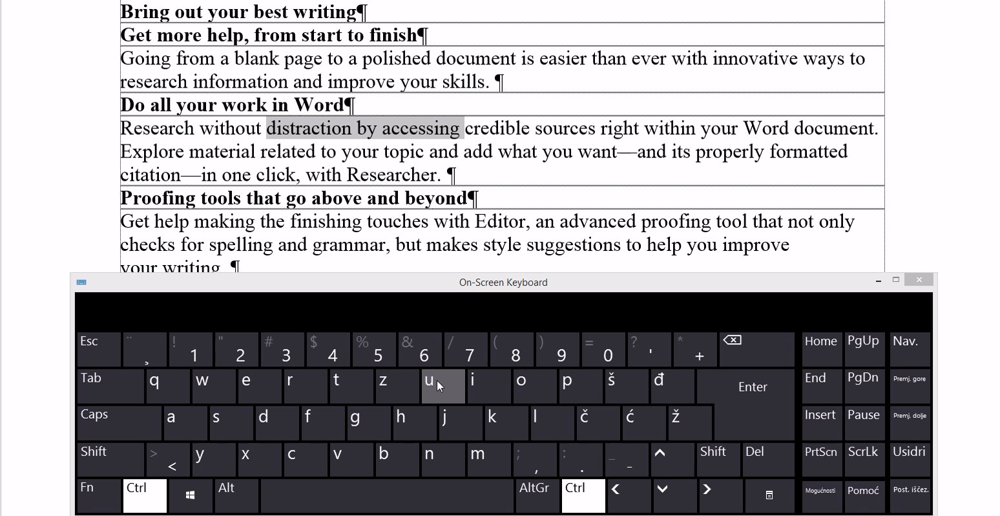 Bring out your best writing¶
Get more help, from start to finish¶
Going from a blank page to a polished document is easier than ever with innovative ways to
research information and improve your skills. ¶
Do all your work in Word¶
Research without distraction by accessing credible sources right within your Word document.
Explore material related to your topic and add what you want—and its properly formatted
citation—in one click, with Researcher. ¶
Proofing tools that go above and beyond¶
Get help making the finishing touches with Editor, an advanced proofing tool that not only
checks for spelling and grammar, but makes style suggestions to help you improve
your writing. ¶
On-Screen Keyboard
Esc ¨ ¸ ! 1 " 2 # 3 $ 4 % 5 & 6 / 7 ( 8 ) 9 = 0 ? ' * + Home PgUp Nav.
Tab q w e r t z u i o p š đ Enter End PgDn Premj. gore
Caps a s d f g h j k l č ć ž Insert Pause Premj. dolje
Shift > < y x c v b n m ; , : . _ - Shift Del PrtScn ScrLk Usidri
Fn Ctrl Alt AltGr Ctrl Mogućnosti Pomoć Post. iščez.